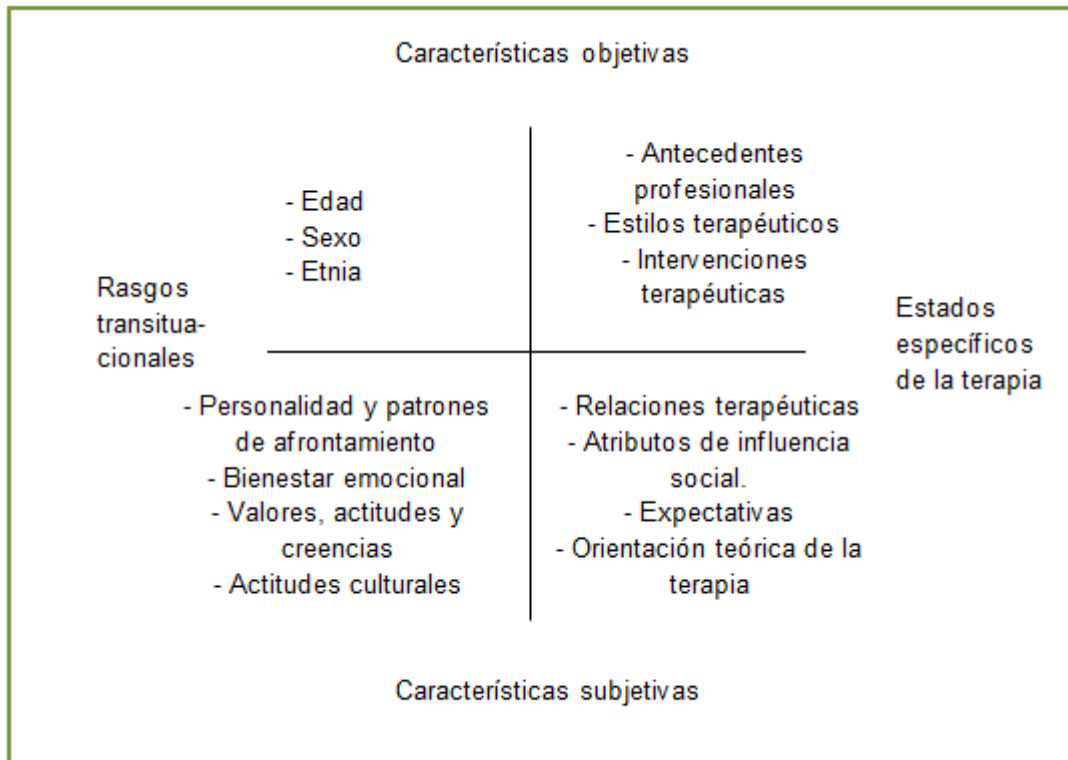 Características objetivas
- Edad
- Sexo
- Etnia
- Antecedentes
profesionales
- Estilos terapéuticos
- Intervenciones
terapéuticas
Rasgos
transitua-
cionales
Estados
específicos
de la terapia
- Personalidad y patrones
de afrontamiento
- Bienestar emocional
- Valores, actitudes y
creencias
- Actitudes culturales
- Relaciones terapéuticas
- Atributos de influencia
social.
- Expectativas
- Orientación teórica de la
terapia
Características subjetivas